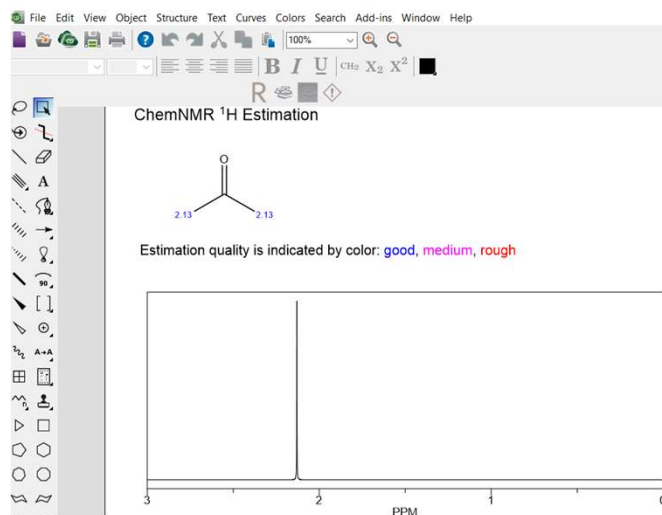 File Edit View Object Structure Text Curves Colors Search Add-ins Window Help
100%
B I U CH₂ X₂ X²
R
ChemNMR ¹H Estimation
O
2.13 2.13
Estimation quality is indicated by color: good, medium, rough
A
90
A→A
3 2 1 0
PPM